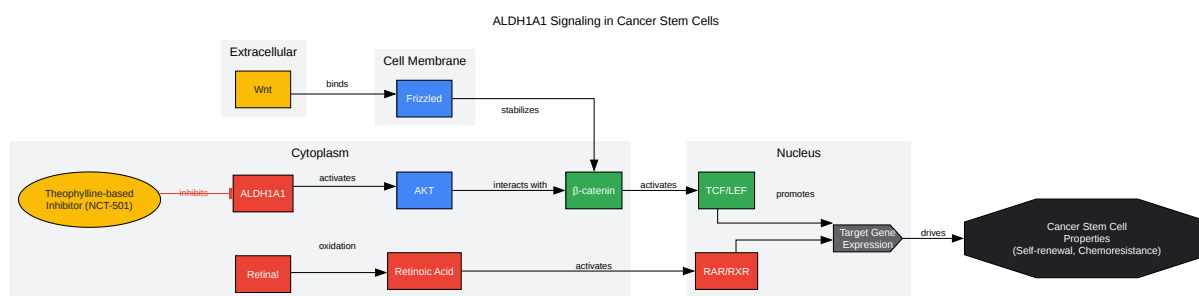 ALDH1A1 Signaling in Cancer Stem Cells
Extracellular
Cell Membrane
Wnt
binds
Frizzled
stabilizes
Cytoplasm
Nucleus
Theophylline-based
Inhibitor (NCT-501)
inhibits
ALDH1A1
activates
AKT
interacts with
β-catenin
activates
TCF/LEF
promotes
Target Gene
Expression
drives
Cancer Stem Cell
Properties
(Self-renewal, Chemoresistance)
Retinal
oxidation
Retinoic Acid
activates
RAR/RXR